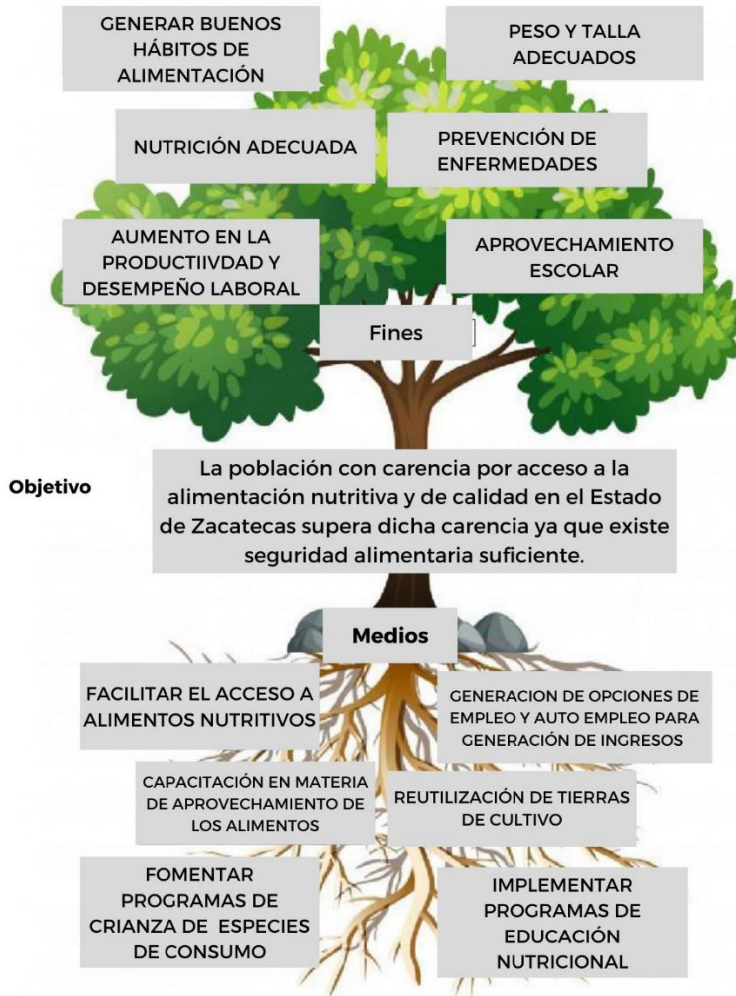 GENERAR BUENOS
HÁBITOS DE
ALIMENTACIÓN
PESO Y TALLA
ADECUADOS
NUTRICIÓN ADECUADA
PREVENCIÓN DE
ENFERMEDADES
AUMENTO EN LA
PRODUCTIIVDAD Y
DESEMPEÑO LABORAL
APROVECHAMIENTO
ESCOLAR
Fines
Objetivo
La población con carencia por acceso a la
alimentación nutritiva y de calidad en el Estado
de Zacatecas supera dicha carencia ya que existe
seguridad alimentaria suficiente.
Medios
FACILITAR EL ACCESO A
ALIMENTOS NUTRITIVOS
GENERACION DE OPCIONES DE
EMPLEO Y AUTO EMPLEO PARA
GENERACIÓN DE INGRESOS
CAPACITACIÓN EN MATERIA
DE APROVECHAMIENTO DE
LOS ALIMENTOS
REUTILIZACIÓN DE TIERRAS
DE CULTIVO
FOMENTAR
PROGRAMAS DE
CRIANZA DE ESPECIES
DE CONSUMO
IMPLEMENTAR
PROGRAMAS DE
EDUCACIÓN
NUTRICIONAL